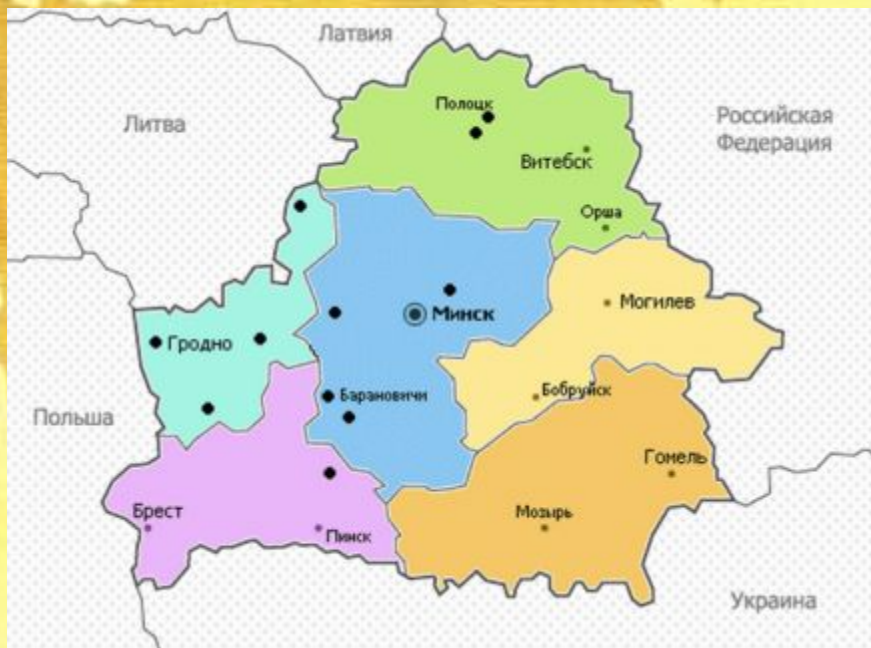 Латвия
Литва
Российская
Федерация
Полоцк
Витебск
Орша
Минск
Могилев
Гродно
Барановичи
Бобруйск
Польша
Гомель
Брест
Пинск
Мозырь
Украина